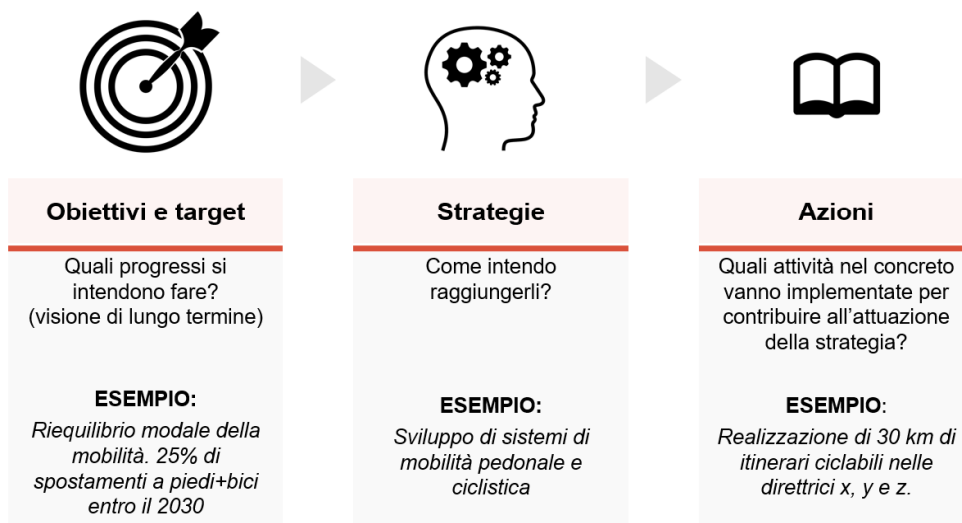 Obiettivi e target
Quali progressi si
intendono fare?
(visione di lungo termine)
ESEMPIO:
Riequilibrio modale della
mobilità. 25% di
spostamenti a piedi+bici
entro il 2030
Strategie
Come intendo
raggiungerli?
ESEMPIO:
Sviluppo di sistemi di
mobilità pedonale e
ciclistica
Azioni
Quali attività nel concreto
vanno implementate per
contribuire all’attuazione
della strategia?
ESEMPIO:
Realizzazione di 30 km di
itinerari ciclabili nelle
direttrici x, y e z.